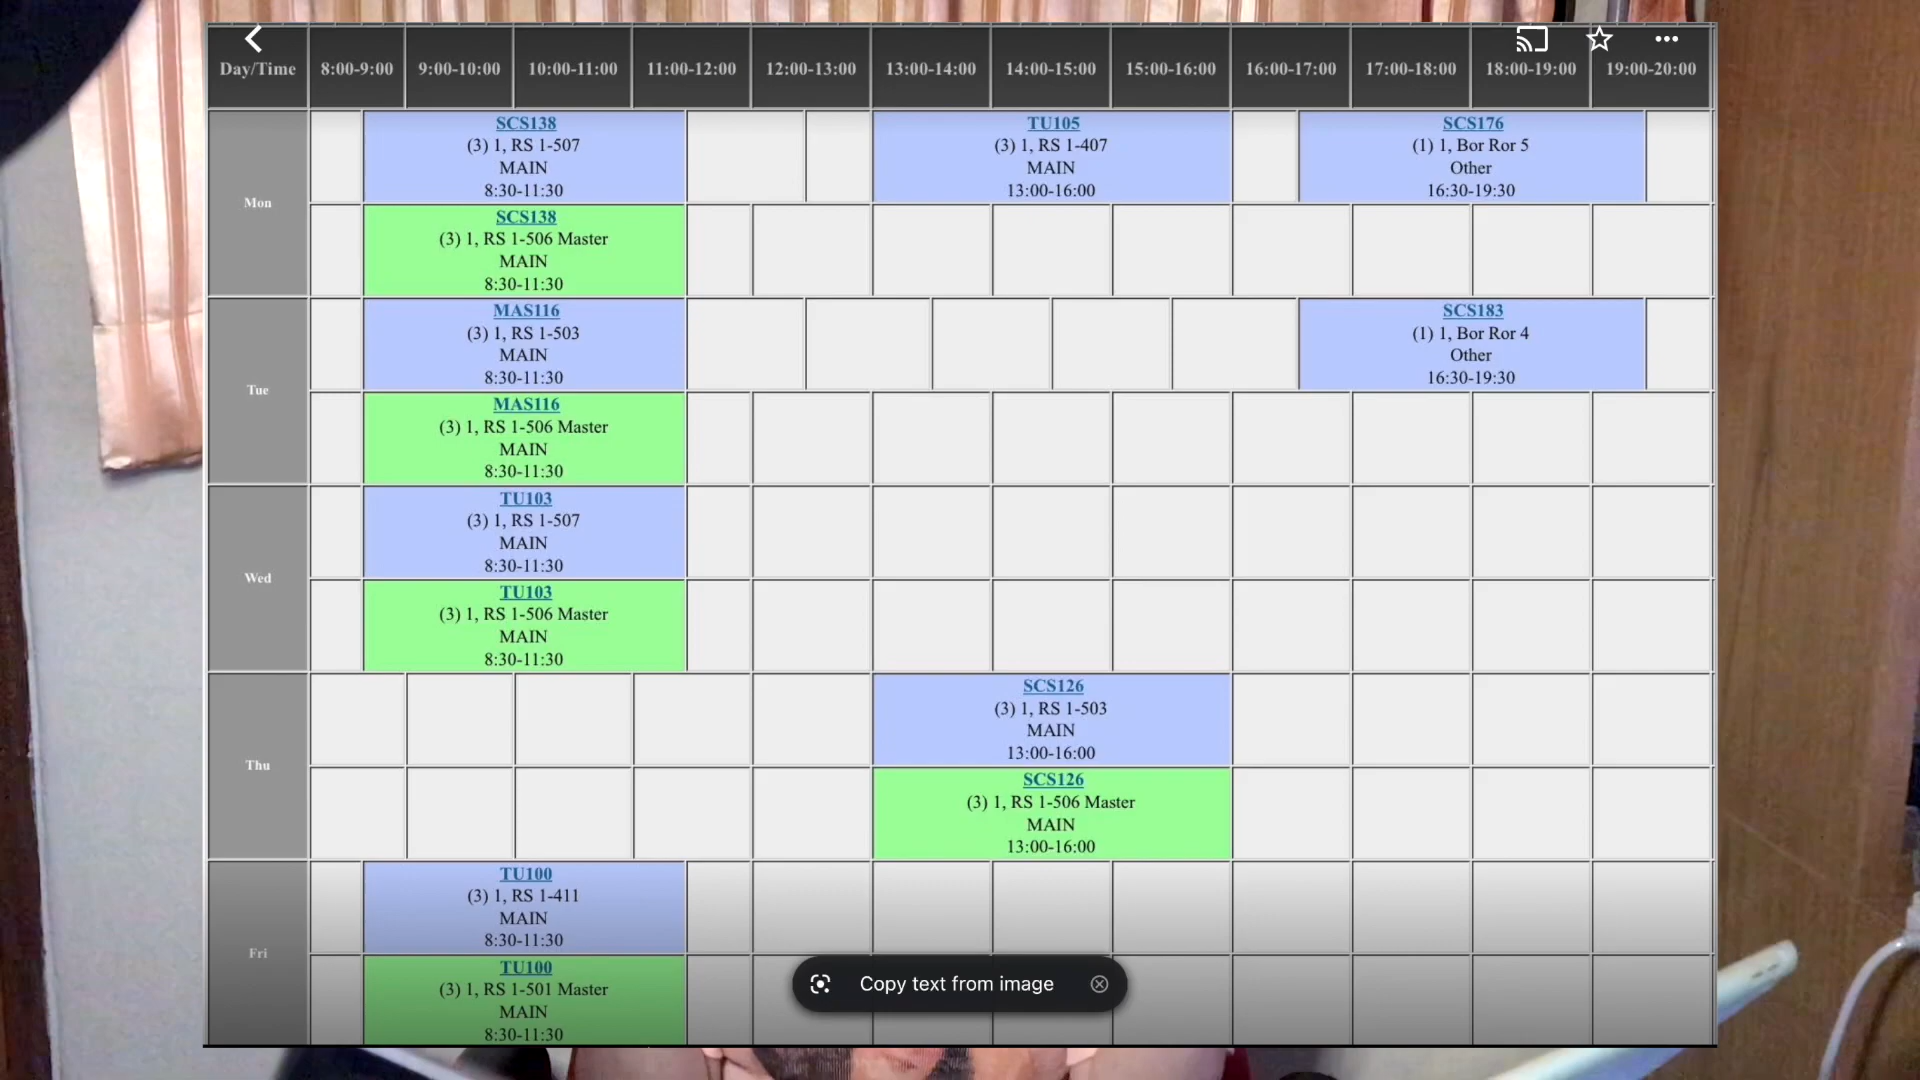 Day/Time 8:00-9:00 9:00-10:00 10:00-11:00 11:00-12:00 12:00-13:00 13:00-14:00 14:00-15:00 15:00-16:00 16:00-17:00 17:00-18:00 18:00-19:00 19:00-20:00
Mon
SCS138
(3) 1, RS 1-507
MAIN
8:30-11:30
TU105
(3) 1, RS 1-407
MAIN
13:00-16:00
SCS176
(1) 1, Bor Ror 5
Other
16:30-19:30
SCS138
(3) 1, RS 1-506 Master
MAIN
8:30-11:30
Tue
MAS116
(3) 1, RS 1-503
MAIN
8:30-11:30
SCS183
(1) 1, Bor Ror 4
Other
16:30-19:30
MAS116
(3) 1, RS 1-506 Master
MAIN
8:30-11:30
Wed
TU103
(3) 1, RS 1-507
MAIN
8:30-11:30
TU103
(3) 1, RS 1-506 Master
MAIN
8:30-11:30
Thu
SCS126
(3) 1, RS 1-503
MAIN
13:00-16:00
SCS126
(3) 1, RS 1-506 Master
MAIN
13:00-16:00
Fri
TU100
(3) 1, RS 1-411
MAIN
8:30-11:30
TU100
(3) 1, RS 1-501 Master
MAIN
8:30-11:30
Copy text from image